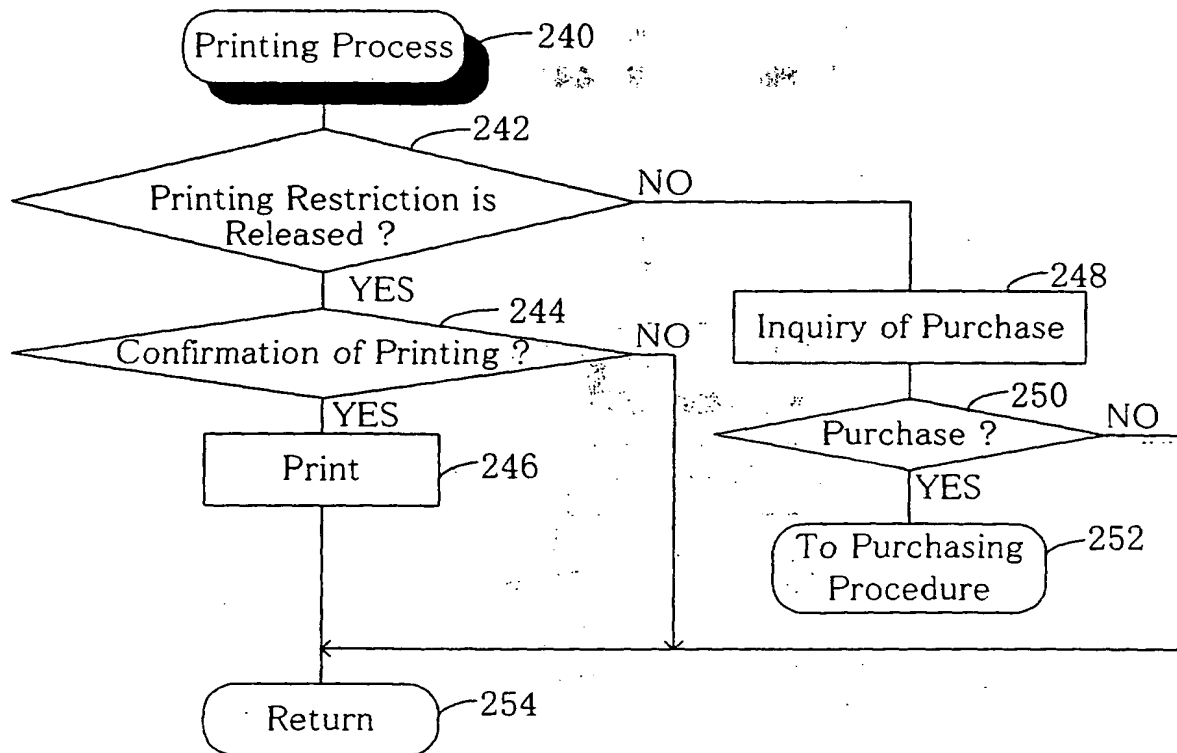 Printing Process
240
242
Printing Restriction is
Released ?
NO
YES
244
Confirmation of Printing ?
NO
YES
Print
246
248
Inquiry of Purchase
250
Purchase ?
NO
YES
To Purchasing
Procedure
252
Return
254